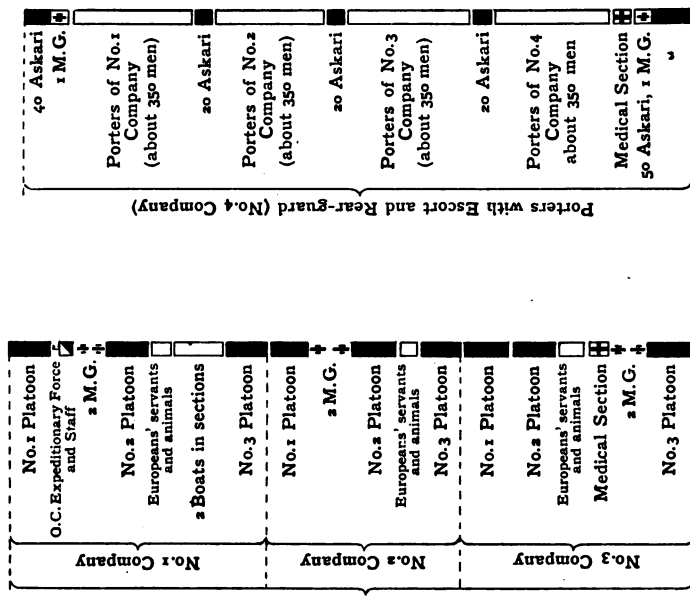 No. 1 Company
No. 1 Platoon
O.C. Expeditionary Force
and Staff
2 M.G.
No. 2 Platoon
Europeans' servants
and animals
2 Boats in sections
No. 3 Platoon
No. 2 Company
No. 1 Platoon
2 M.G.
No. 2 Platoon
Europeans' servants
and animals
No. 3 Platoon
No. 3 Company
No. 1 Platoon
No. 2 Platoon
Europeans' servants
and animals
Medical Section
2 M.G.
No. 3 Platoon
Porters with Escort and Rear-guard (No. 4 Company)
40 Askari
1 M. G.
Porters of No. 1
Company
(about 350 men)
20 Askari
Porters of No. 2
Company
(about 350 men)
20 Askari
Porters of No. 3
Company
(about 350 men)
20 Askari
Porters of No. 4
Company
about 350 men
Medical Section
50 Askari, 1 M. G.